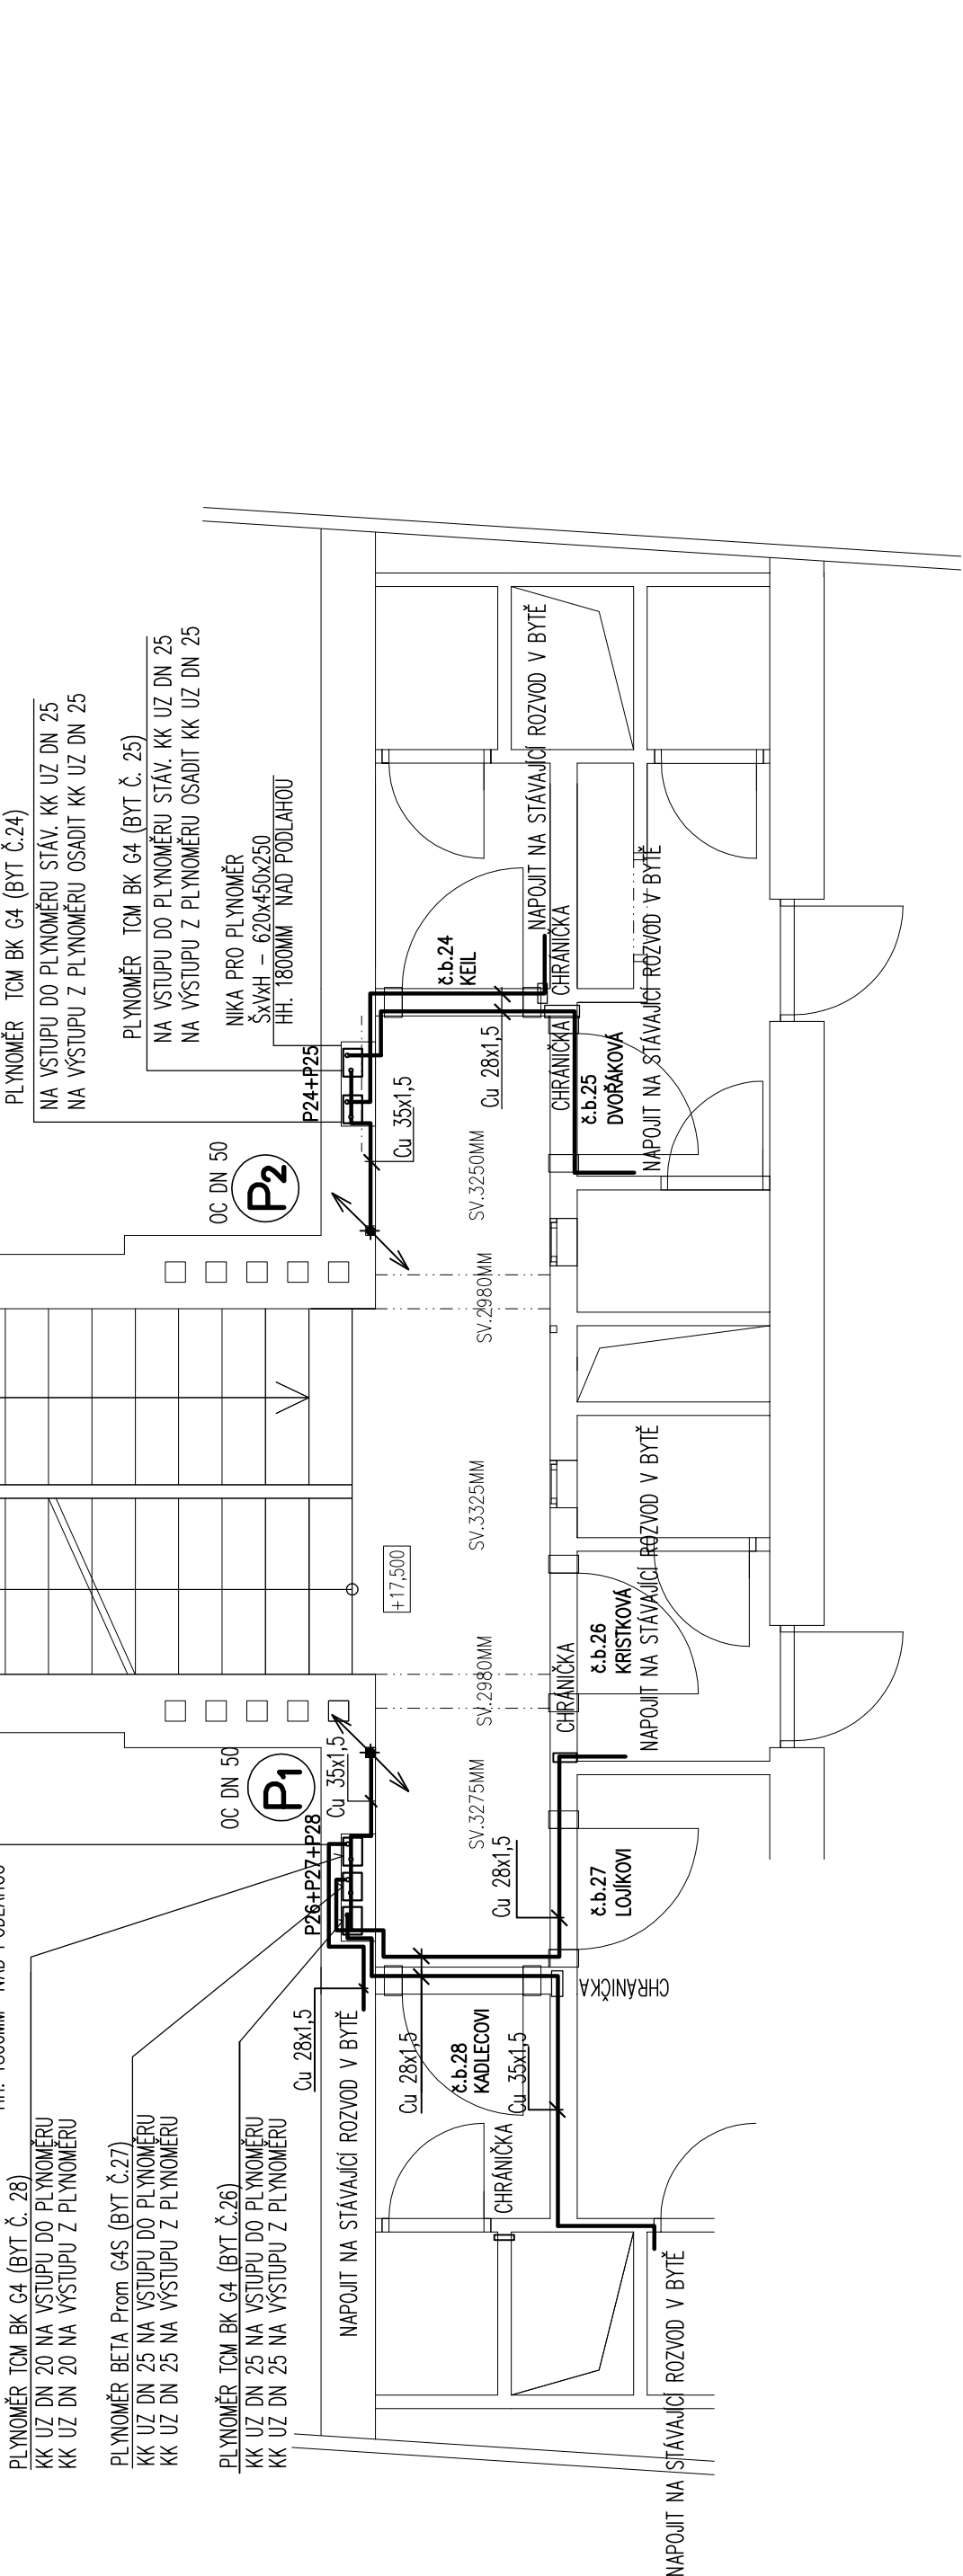 PLYNOMĚR TCM BK G4 (BYT Č.24)
NA VSTUPU DO PLYNOMĚRU STÁV. KK UZ DN 25
NA VÝSTUPU Z PLYNOMĚRU OSADIT KK UZ DN 25
PLYNOMĚR TCM BK G4 (BYT Č. 25)
NA VSTUPU DO PLYNOMĚRU STÁV. KK UZ DN 25
NA VÝSTUPU Z PLYNOMĚRU OSADIT KK UZ DN 25
NIKA PRO PLYNOMĚR
ŠxVxH – 620x450x250
HH. 1800MM NAD PODLAHOU
P24+P25
OC DN 50
P2
Cu 35x1,5
Cu 28x1,5
č.b.24
KEIL
NAPOJIT NA STÁVAJÍCÍ ROZVOD V BYTĚ
CHRÁNIČKA
CHRÁNIČKA
č.b.25
DVOŘÁKOVÁ
NAPOJIT NA STÁVAJÍCÍ ROZVOD V BYTĚ
SV.3250MM
SV.2980MM
SV.3325MM
+17,500
SV.2980MM
SV.3275MM
č.b.26
KRISTKOVÁ
NAPOJIT NA STÁVAJÍCÍ ROZVOD V BYTĚ
CHRÁNIČKA
OC DN 50
P1
Cu 35x1,5
P26+P27+P28
Cu 28x1,5
č.b.27
LOJÍKOVI
CHRÁNIČKA
Cu 28x1,5
NAPOJIT NA STÁVAJÍCÍ ROZVOD V BYTĚ
Cu 28x1,5
č.b.28
KADLECOVI
Cu 35x1,5
CHRÁNIČKA
NAPOJIT NA STÁVAJÍCÍ ROZVOD V BYTĚ
HH. 1800MM NAD PODLAHOU
PLYNOMĚR TCM BK G4 (BYT Č. 28)
KK UZ DN 20 NA VSTUPU DO PLYNOMĚRU
KK UZ DN 20 NA VÝSTUPU Z PLYNOMĚRU
PLYNOMĚR BETA Prom G4S (BYT Č.27)
KK UZ DN 25 NA VSTUPU DO PLYNOMĚRU
KK UZ DN 25 NA VÝSTUPU Z PLYNOMĚRU
PLYNOMĚR TCM BK G4 (BYT Č.26)
KK UZ DN 25 NA VSTUPU DO PLYNOMĚRU
KK UZ DN 25 NA VÝSTUPU Z PLYNOMĚRU